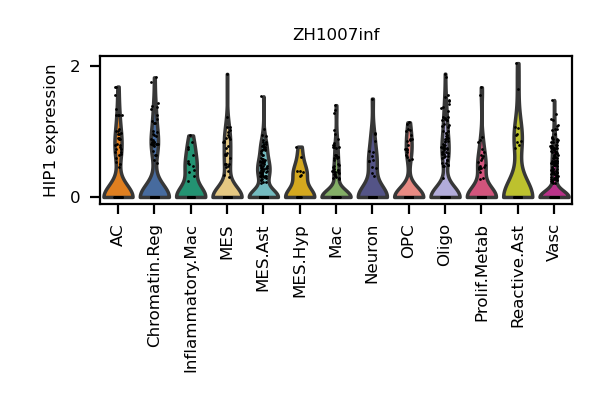 ZH1007inf
HIP1 expression
2
0
AC
Chromatin.Reg
Inflammatory.Mac
MES
MES.Ast
MES.Hyp
Mac
Neuron
OPC
Oligo
Prolif.Metab
Reactive.Ast
Vasc